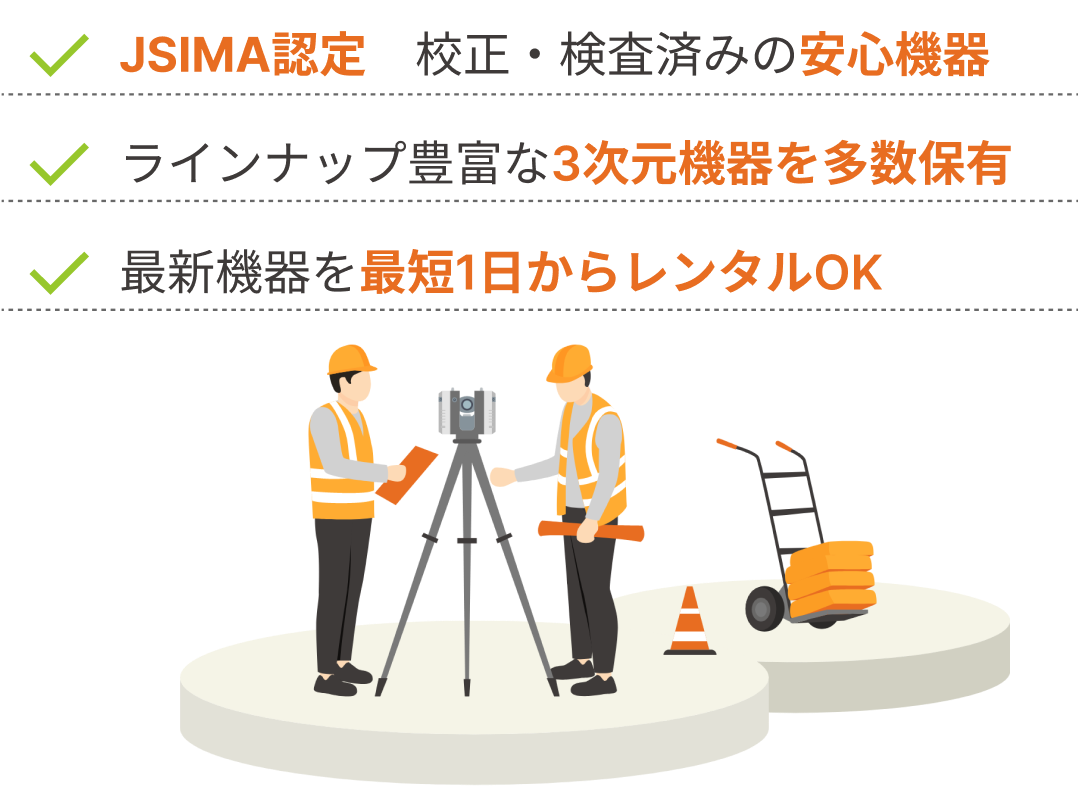 JSIMA認定　校正・検査済みの安心機器
ラインナップ豊富な3次元機器を多数保有
最新機器を最短1日からレンタルOK